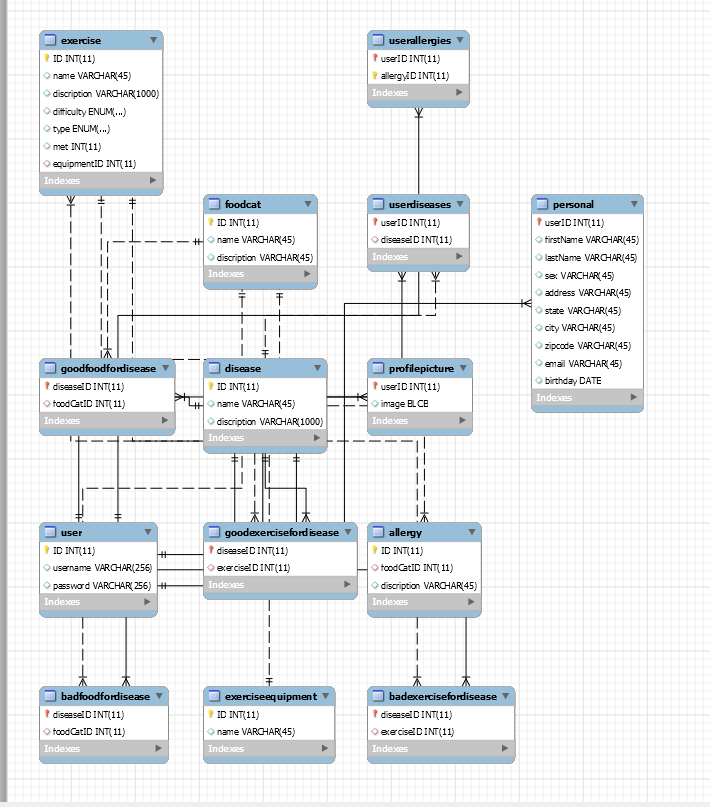 exercise
ID INT(11)
name VARCHAR(45)
discription VARCHAR(1000)
difficulty ENUM(...)
type ENUM(...)
met INT(11)
equipmentID INT(11)
Indexes
userallergies
userID INT(11)
allergyID INT(11)
Indexes
foodcat
ID INT(11)
name VARCHAR(45)
discription VARCHAR(45)
Indexes
userdiseases
userID INT(11)
diseaseID INT(11)
Indexes
personal
userID INT(11)
firstName VARCHAR(45)
lastName VARCHAR(45)
sex VARCHAR(45)
address VARCHAR(45)
state VARCHAR(45)
city VARCHAR(45)
zipcode VARCHAR(45)
email VARCHAR(45)
birthday DATE
Indexes
goodfoodfordisease
diseaseID INT(11)
foodCatID INT(11)
Indexes
disease
ID INT(11)
name VARCHAR(45)
discription VARCHAR(1000)
Indexes
profilepicture
userID INT(11)
image BLOB
Indexes
user
ID INT(11)
username VARCHAR(256)
password VARCHAR(256)
Indexes
goodexercisefordisease
diseaseID INT(11)
exerciseID INT(11)
Indexes
allergy
ID INT(11)
foodCatID INT(11)
discription VARCHAR(45)
Indexes
badfoodfordisease
diseaseID INT(11)
foodCatID INT(11)
Indexes
exerciseequipment
ID INT(11)
name VARCHAR(45)
Indexes
badexercisefordisease
diseaseID INT(11)
exerciseID INT(11)
Indexes